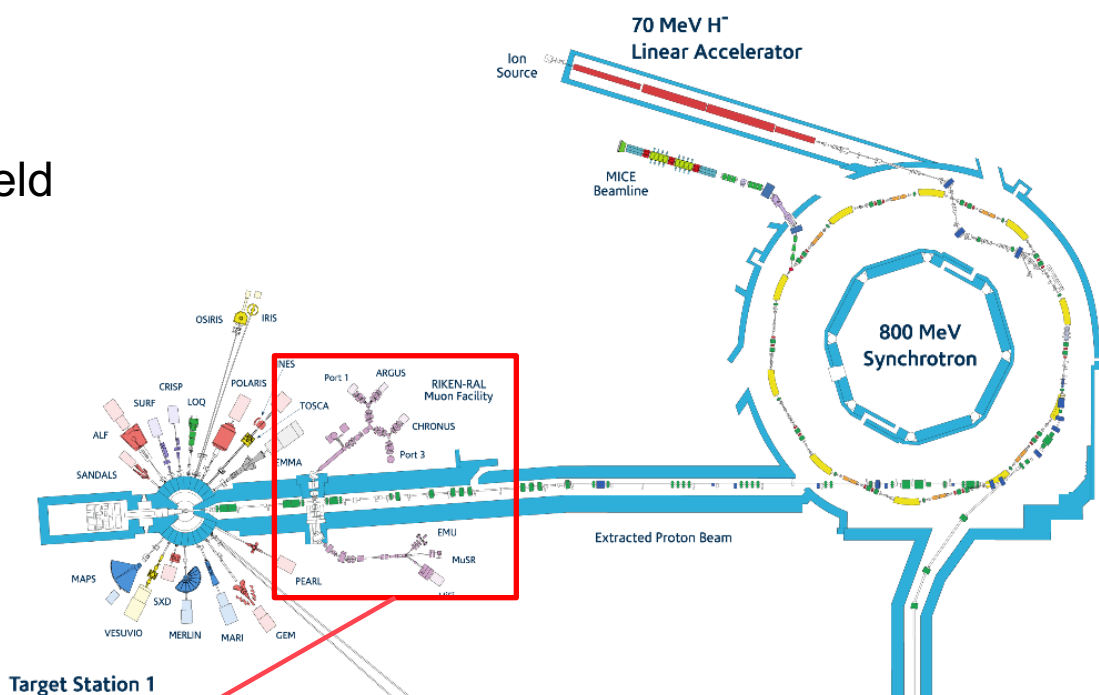 70 MeV H⁻
Linear Accelerator
Ion
Source
eld
MICE
Beamline
800 MeV
Synchrotron
OSIRIS
IRIS
INES
Port 1
ARGUS
RIKEN-RAL
Muon Facility
CRISP
POLARIS
SURF
LOQ
TOSCA
CHRONUS
ALF
Port 3
EMMA
SANDALS
Extracted Proton Beam
EMU
MuSR
PEARL
MAPS
SXD
VESUVIO
MERLIN
MARI
GEM
Target Station 1